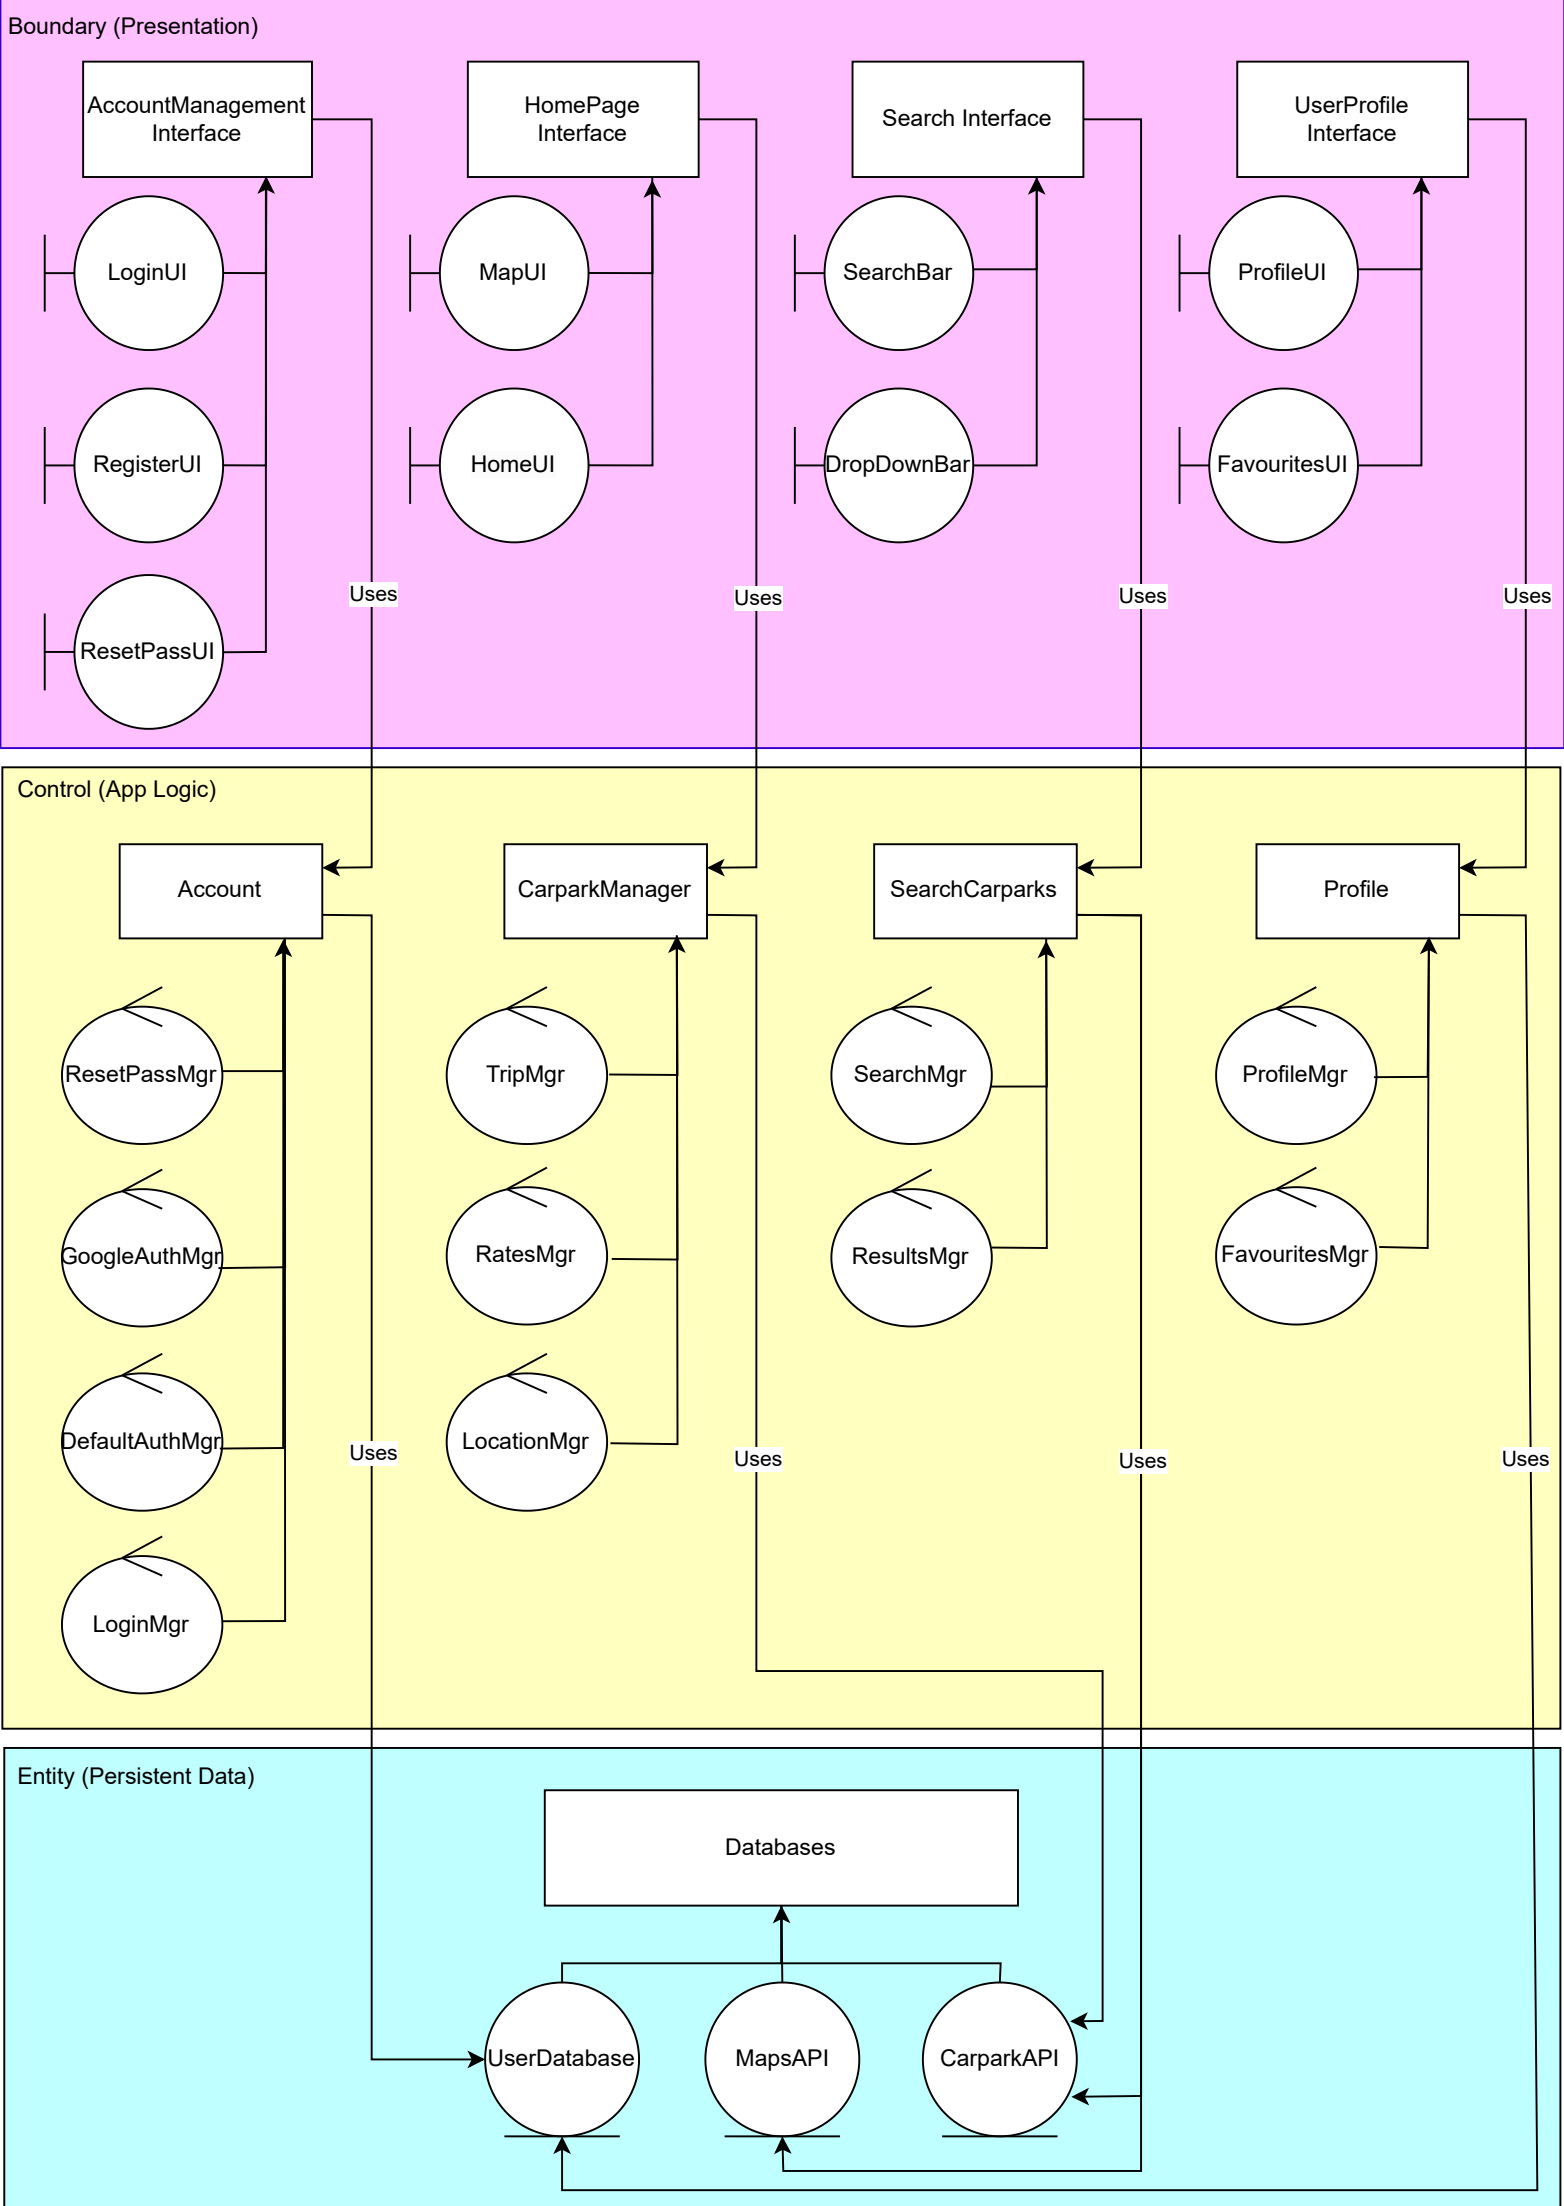 Boundary (Presentation)
AccountManagement
Interface
HomePage
Interface
Search Interface
UserProfile
Interface
LoginUI
MapUI
SearchBar
ProfileUI
RegisterUI
HomeUI
DropDownBar
FavouritesUI
Uses
Uses
Uses
Uses
ResetPassUI
Control (App Logic)
Account
CarparkManager
SearchCarparks
Profile
ResetPassMgr
TripMgr
SearchMgr
ProfileMgr
GoogleAuthMgr
RatesMgr
ResultsMgr
FavouritesMgr
DefaultAuthMgr
LocationMgr
Uses
Uses
Uses
Uses
LoginMgr
Entity (Persistent Data)
Databases
UserDatabase
MapsAPI
CarparkAPI